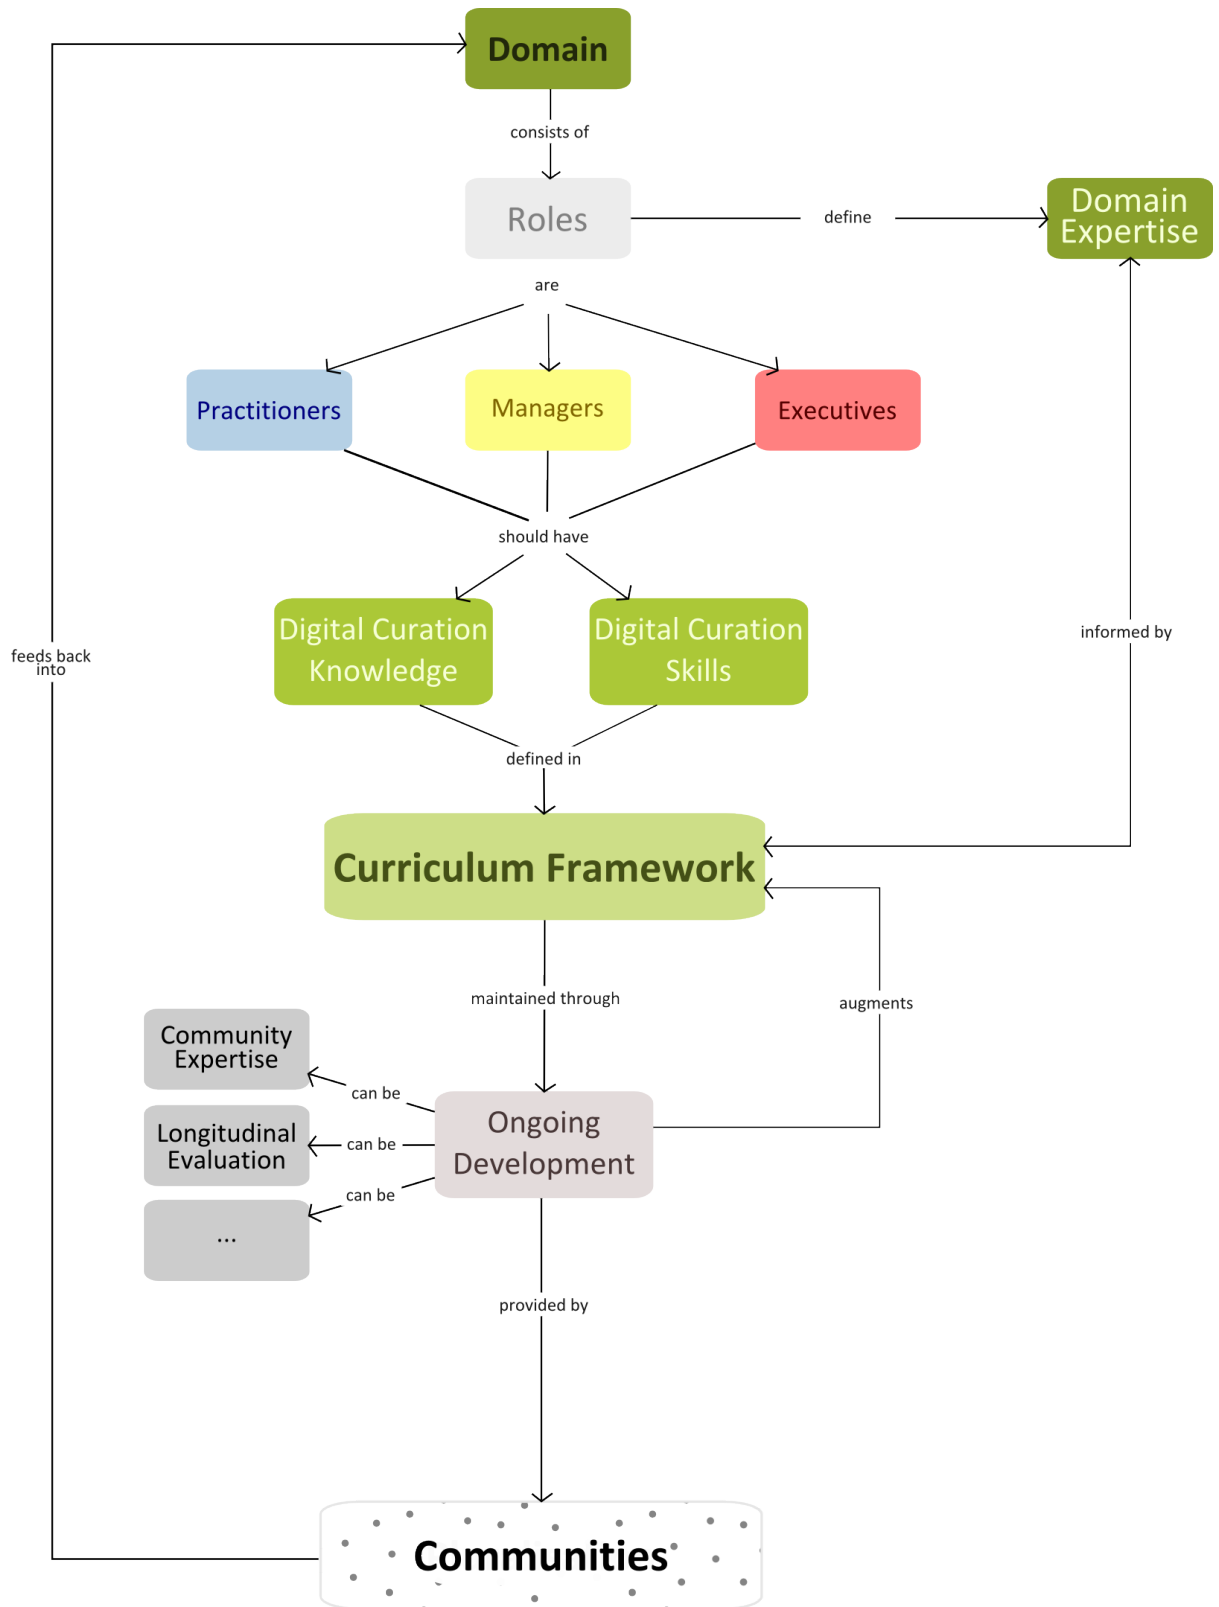 Domain
consists of
Roles
define
Domain
Expertise
are
Practitioners
Managers
Executives
should have
Digital Curation
Knowledge
Digital Curation
Skills
informed by
feeds back
into
defined in
Curriculum Framework
maintained through
augments
Community
Expertise
can be
Longitudinal
Evaluation
can be
Ongoing
Development
can be
...
provided by
Communities